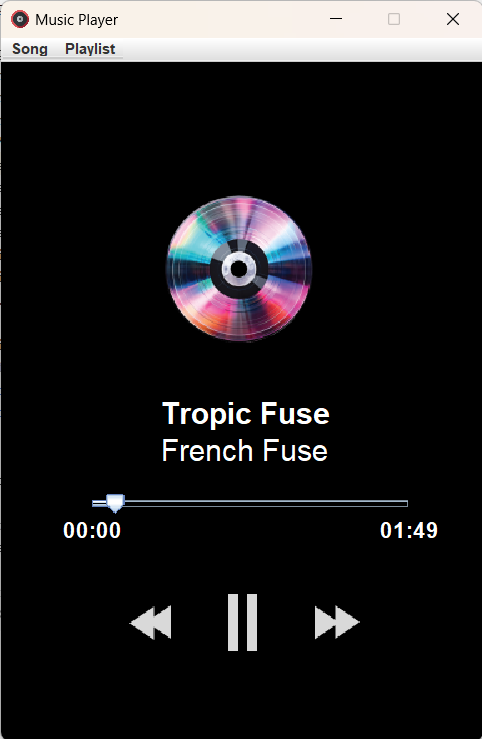 Music Player
Song Playlist
Tropic Fuse
French Fuse
00:00 01:49